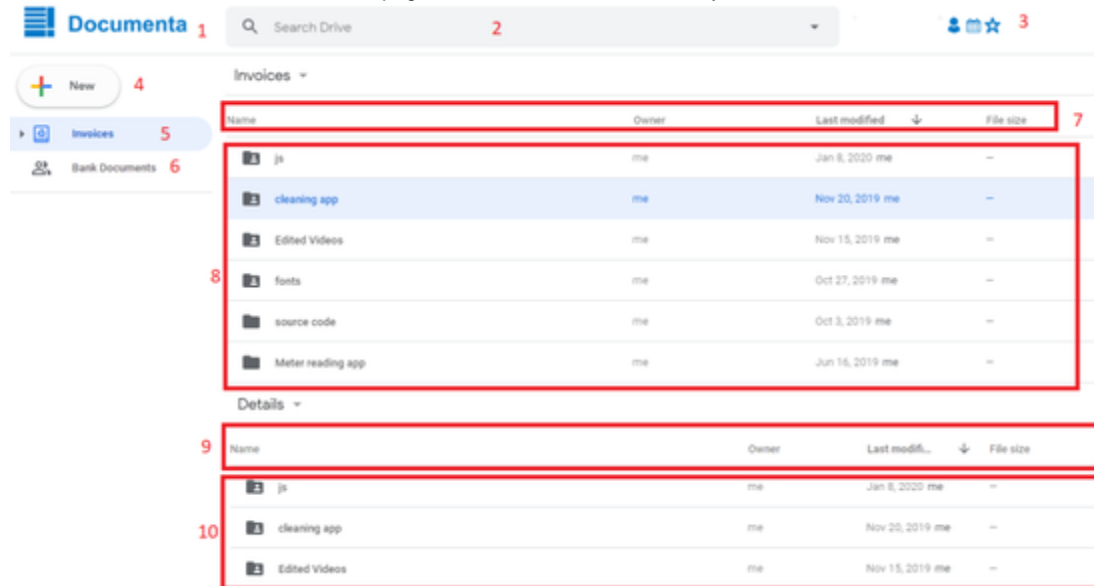 Documenta 1 Search Drive 2 3
New 4
Invoices
Name Owner Last modified File size 7
Invoices 5
Bank Documents 6
js me Jan 8, 2020 me –
cleaning app me Nov 20, 2019 me –
Edited Videos me Nov 15, 2019 me –
8 fonts me Oct 27, 2019 me –
source code me Oct 3, 2019 me –
Meter reading app me Jun 16, 2019 me –
Details
9 Name Owner Last modifi... File size
js me Jan 8, 2020 me –
10 cleaning app me Nov 20, 2019 me –
Edited Videos me Nov 15, 2019 me –